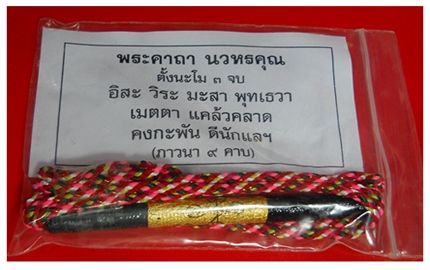 พระคาถา นวหรคุณ
ตั้งนะโม ๓ จบ
อิสะ วิระ มะสา พุทเธวา
เมตตา แคล้วคลาด
คงกะพัน ดีนักแลฯ
(ภาวนา ๙ คาบ)